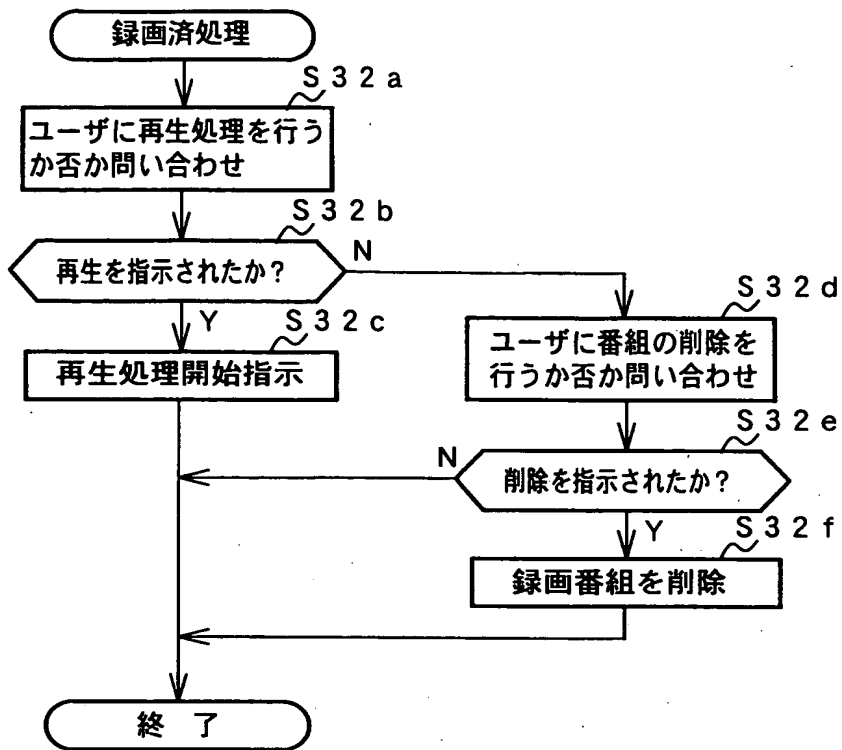 録画済処理
S32a
ユーザに再生処理を行う
か否か問い合わせ
S32b
再生を指示されたか？
N
Y
S32c
再生処理開始指示
S32d
ユーザに番組の削除を
行うか否か問い合わせ
S32e
削除を指示されたか？
N
Y
S32f
録画番組を削除
終 了